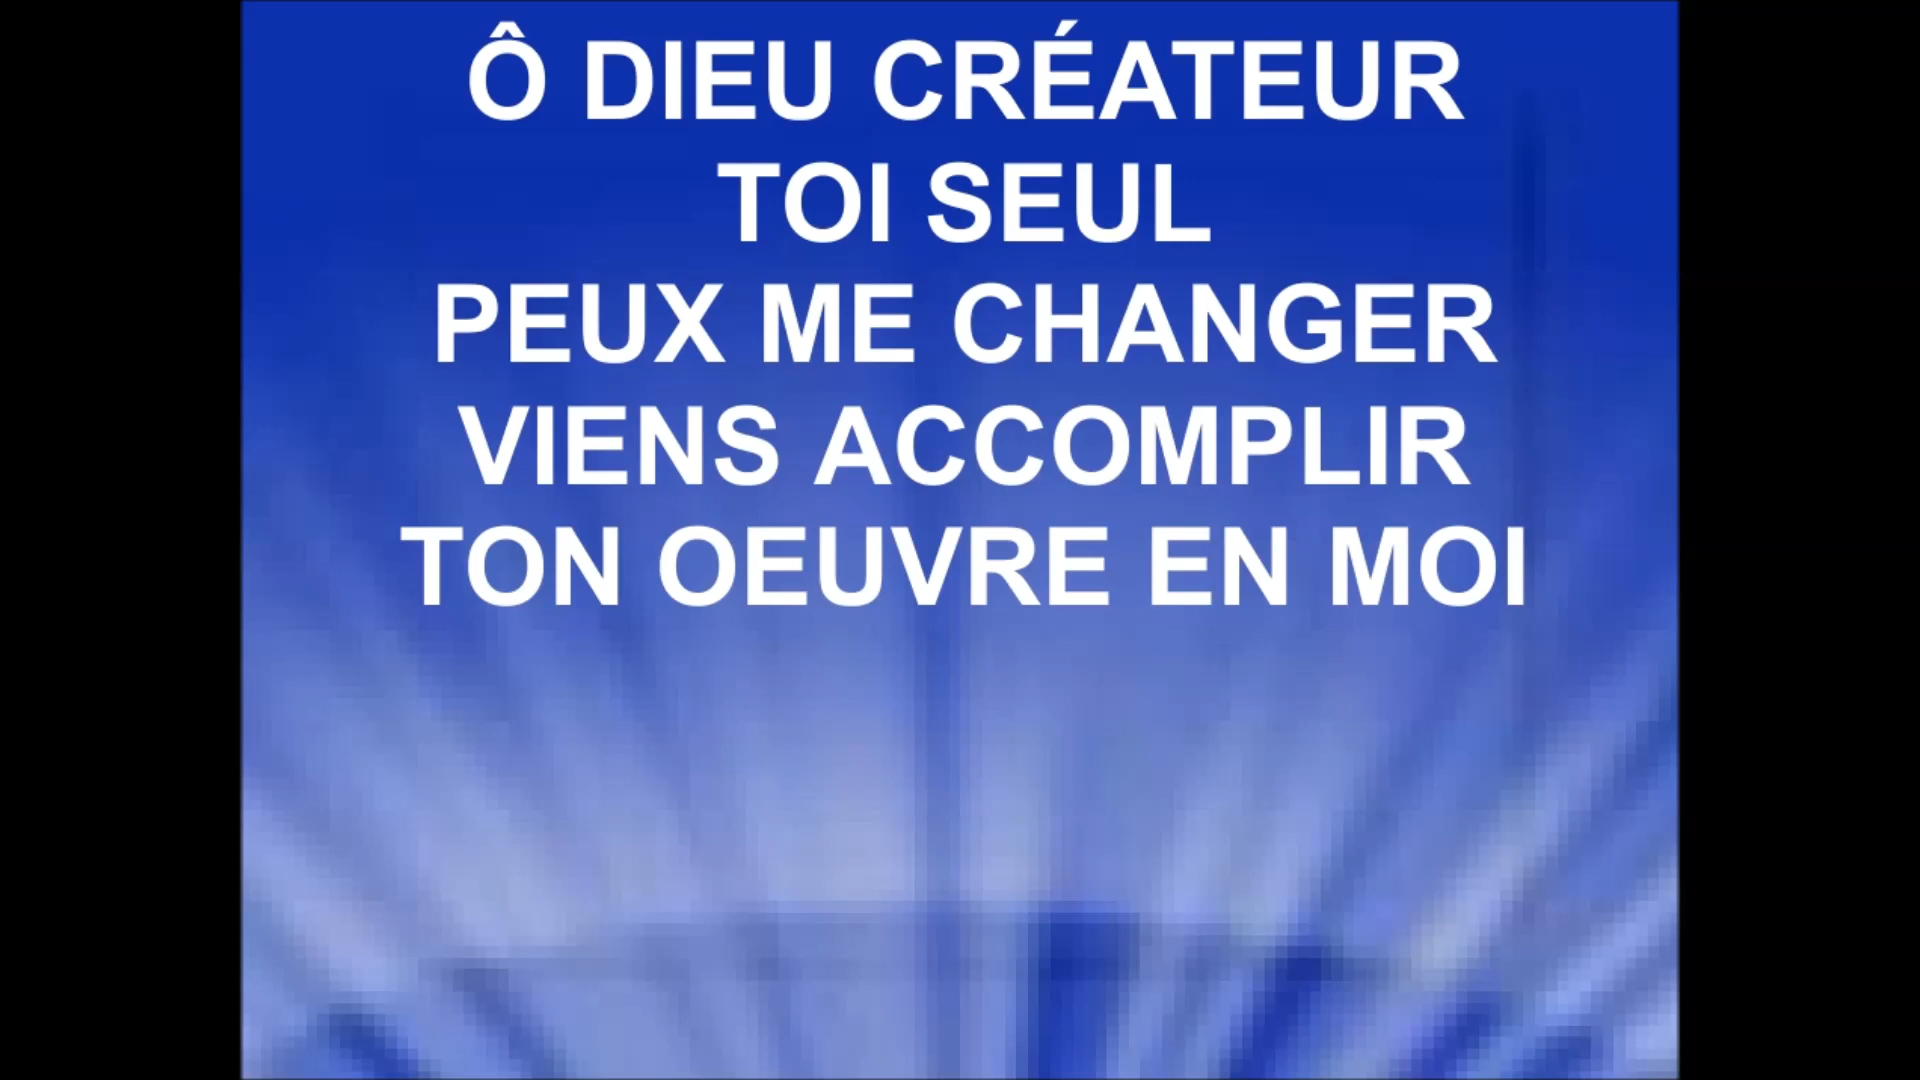 Ô DIEU CRÉATEUR
TOI SEUL
PEUX ME CHANGER
VIENS ACCOMPLIR
TON OEUVRE EN MOI